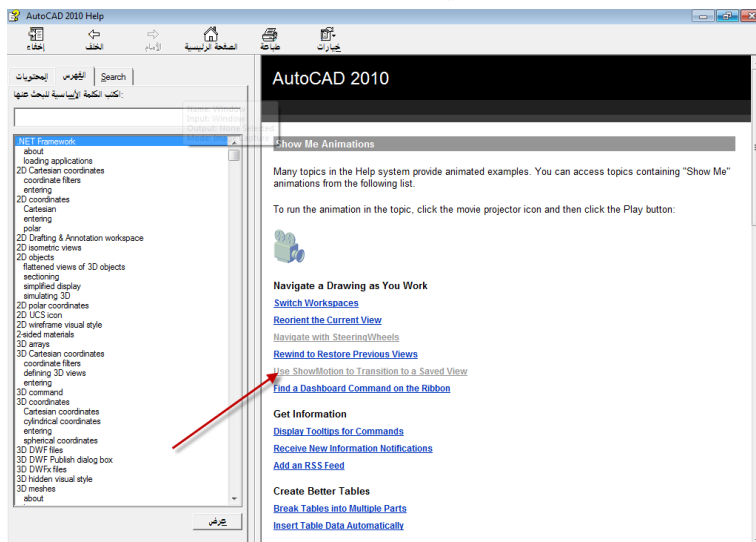 AutoCAD 2010 Help
إخفاء
الخلف
الأمام
الصفحة الرئيسية
طباعة
خيارات
المحتويات
الفهرس
Search
اكتب الكلمة الأساسية للبحث عنها:
Input: Window
Output: None Selected
.NET Framework
about
loading applications
2D Cartesian coordinates
coordinate filters
entering
2D coordinates
Cartesian
entering
polar
2D Drafting & Annotation workspace
2D isometric views
2D objects
flattened views of 3D objects
sectioning
simplified display
simulating 3D
2D polar coordinates
2D UCS icon
2D wireframe visual style
2-sided materials
3D arrays
3D Cartesian coordinates
coordinate filters
defining 3D views
entering
3D command
3D coordinates
Cartesian coordinates
cylindrical coordinates
entering
spherical coordinates
3D DWF files
3D DWF Publish dialog box
3D DWFx files
3D hidden visual style
3D meshes
about
عرض
AutoCAD 2010
Show Me Animations
Many topics in the Help system provide animated examples. You can access topics containing "Show Me"
animations from the following list.
To run the animation in the topic, click the movie projector icon and then click the Play button:
Navigate a Drawing as You Work
Switch Workspaces
Reorient the Current View
Navigate with SteeringWheels
Rewind to Restore Previous Views
Use ShowMotion to Transition to a Saved View
Find a Dashboard Command on the Ribbon
Get Information
Display Tooltips for Commands
Receive New Information Notifications
Add an RSS Feed
Create Better Tables
Break Tables into Multiple Parts
Insert Table Data Automatically